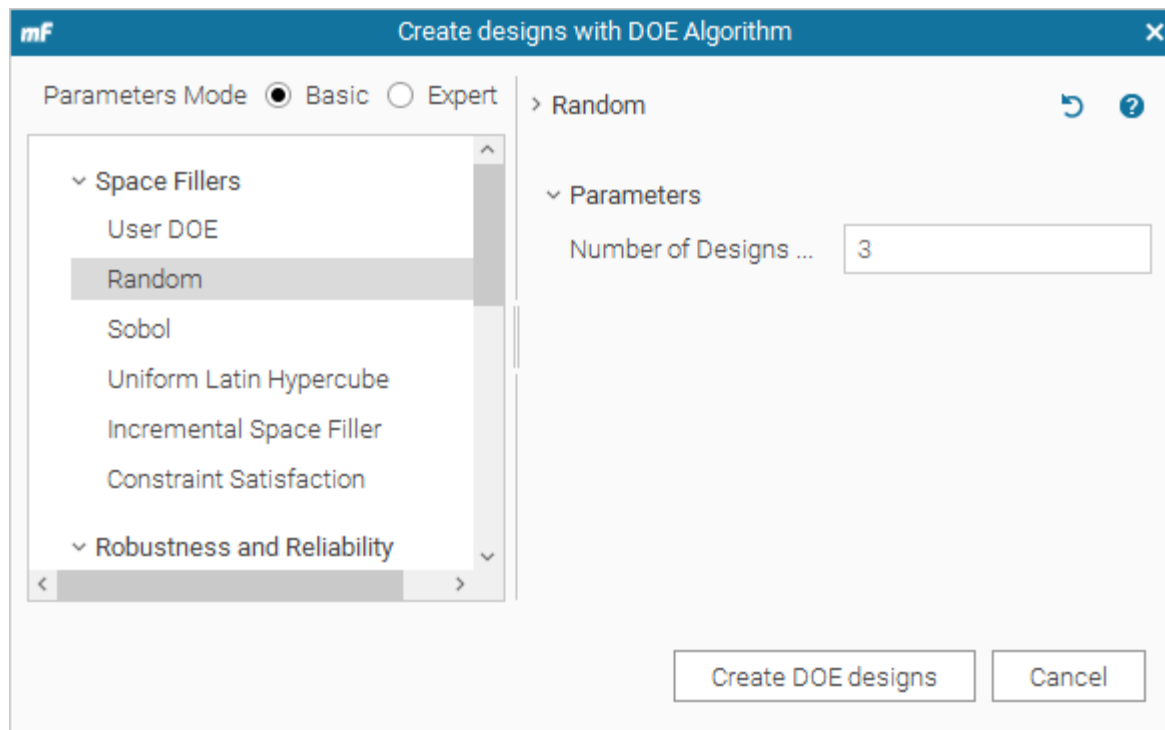 mF Create designs with DOE Algorithm
Parameters Mode Basic Expert
Space Fillers
User DOE
Random
Sobol
Uniform Latin Hypercube
Incremental Space Filler
Constraint Satisfaction
Robustness and Reliability
Random
Parameters
Number of Designs ... 3
Create DOE designs Cancel